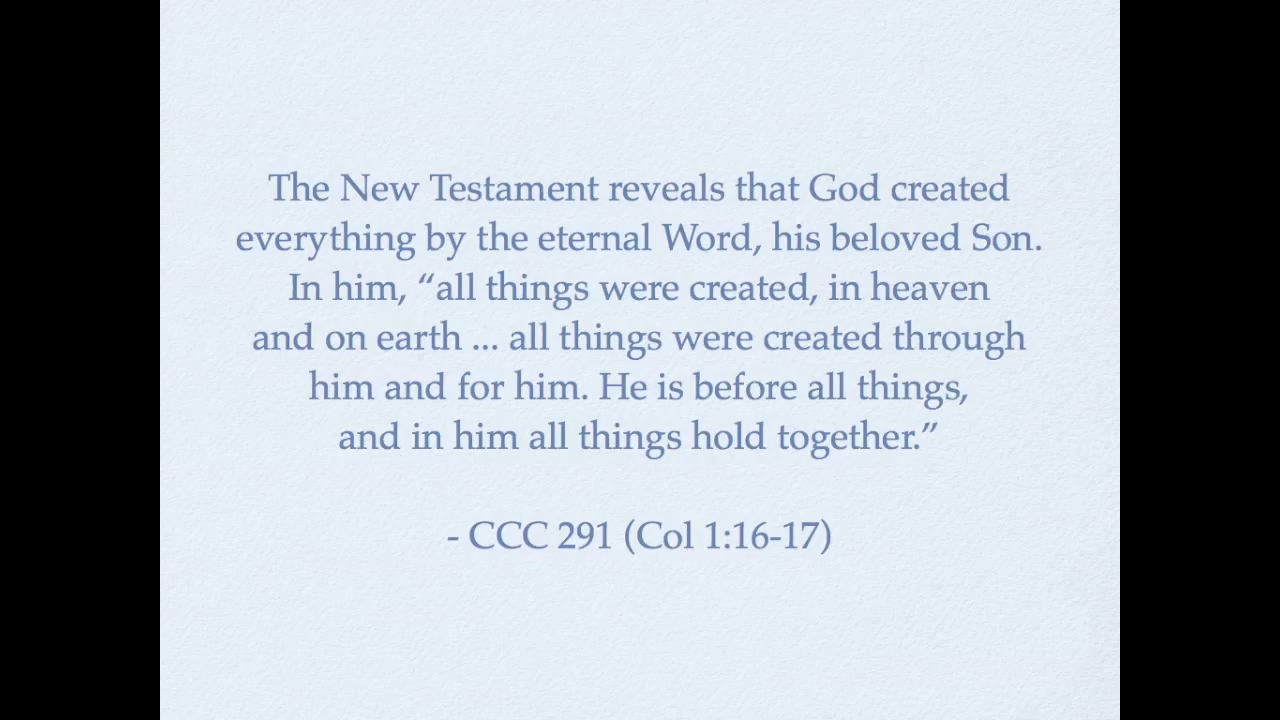 The New Testament reveals that God created
everything by the eternal Word, his beloved Son.
In him, “all things were created, in heaven
and on earth ... all things were created through
him and for him. He is before all things,
and in him all things hold together.”
- CCC 291 (Col 1:16-17)